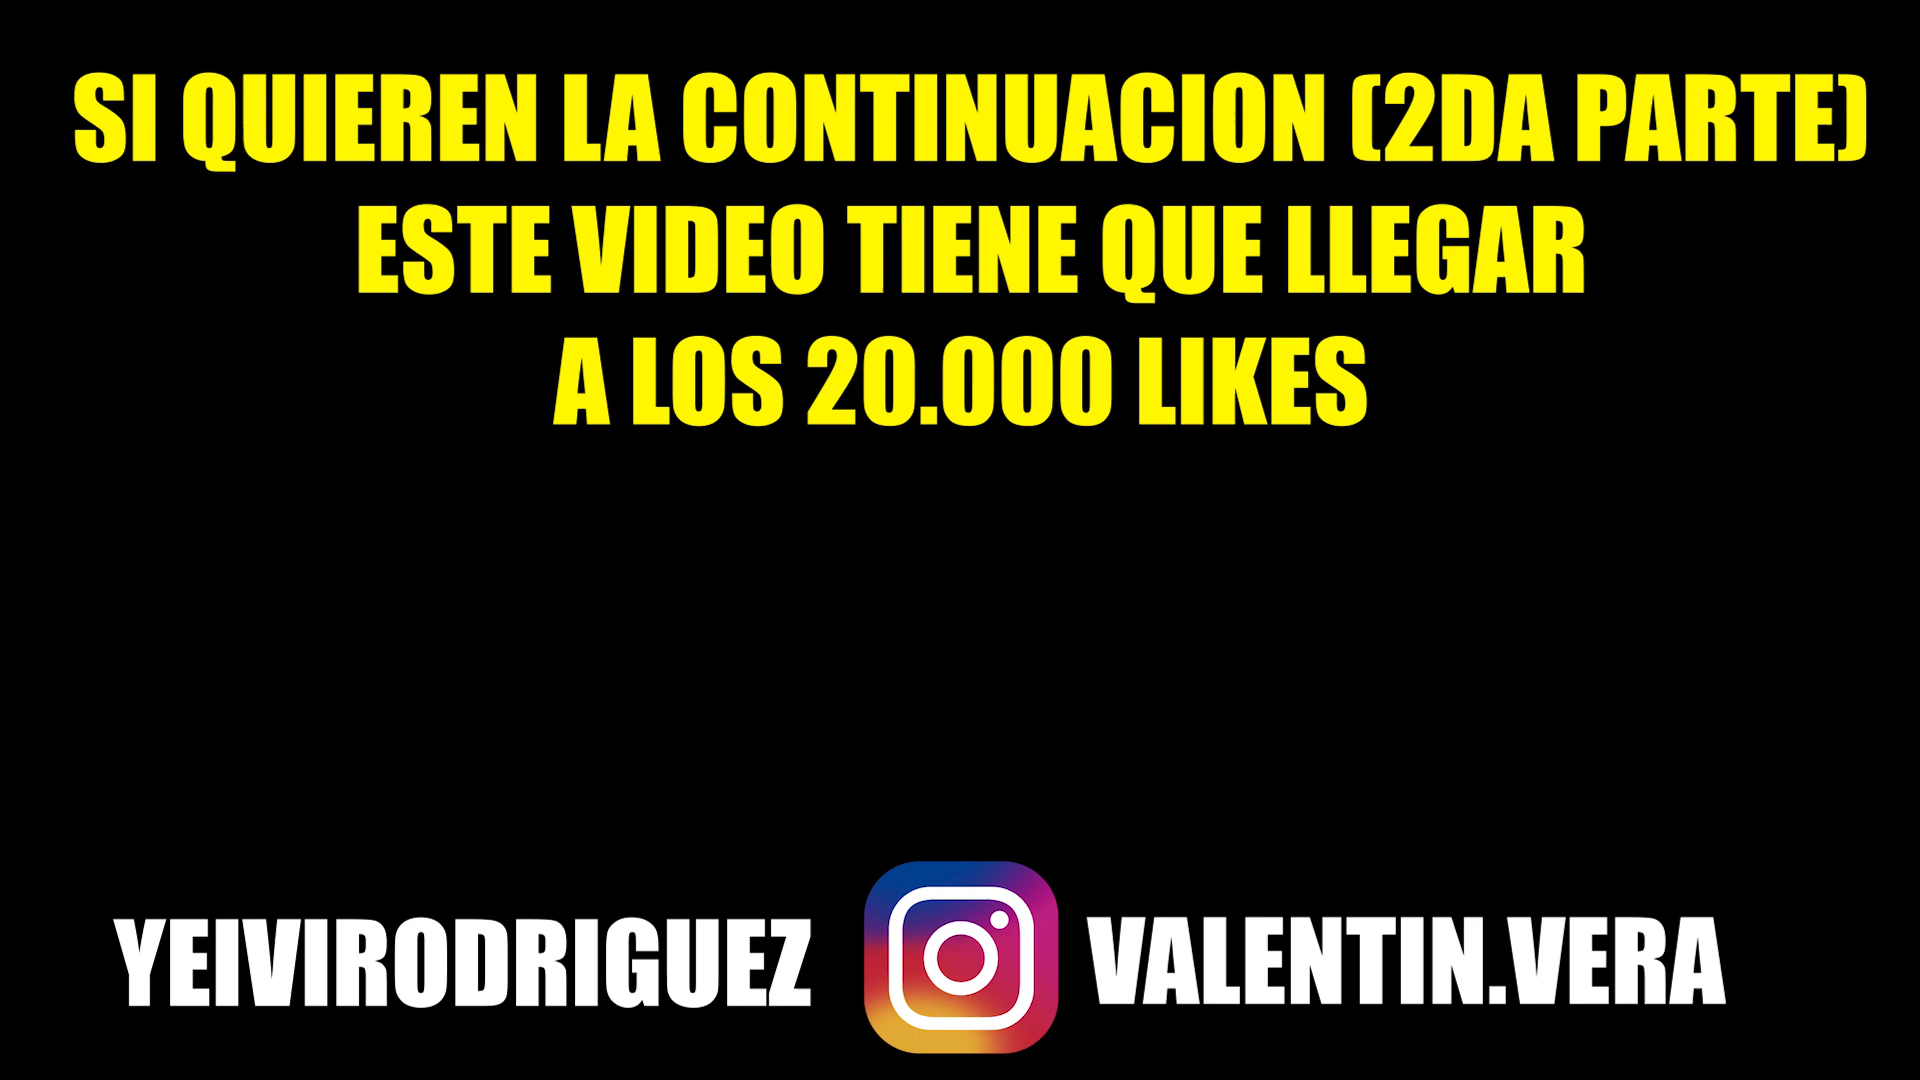 SI QUIEREN LA CONTINUACION (2DA PARTE)
ESTE VIDEO TIENE QUE LLEGAR
A LOS 20.000 LIKES
YEIVIRODRIGUEZ VALENTIN.VERA